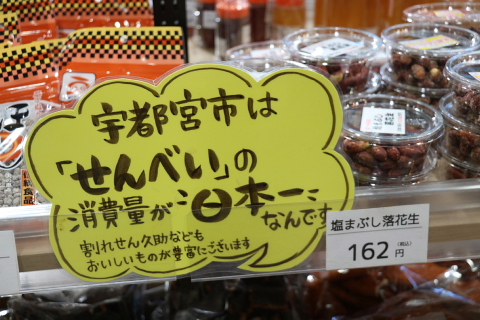 宇都宮市は
「せんべい」の
消費量が日本一
なんです
割れせん久助なども
おいしいものが豊富にございます
塩まぶし落花生
162円
(税込)